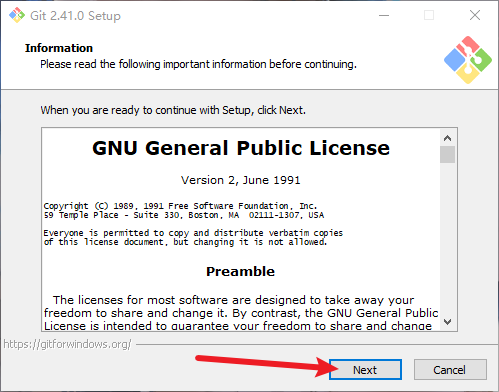 Git 2.41.0 Setup
Information
Please read the following important information before continuing.
When you are ready to continue with Setup, click Next.
GNU General Public License
Version 2, June 1991
Copyright (C) 1989, 1991 Free Software Foundation, Inc.
59 Temple Place - Suite 330, Boston, MA  02111-1307, USA
Everyone is permitted to copy and distribute verbatim copies
of this license document, but changing it is not allowed.
Preamble
The licenses for most software are designed to take away your
freedom to share and change it. By contrast, the GNU General Public
License is intended to guarantee your freedom to share and change
https://gitforwindows.org/
Next
Cancel